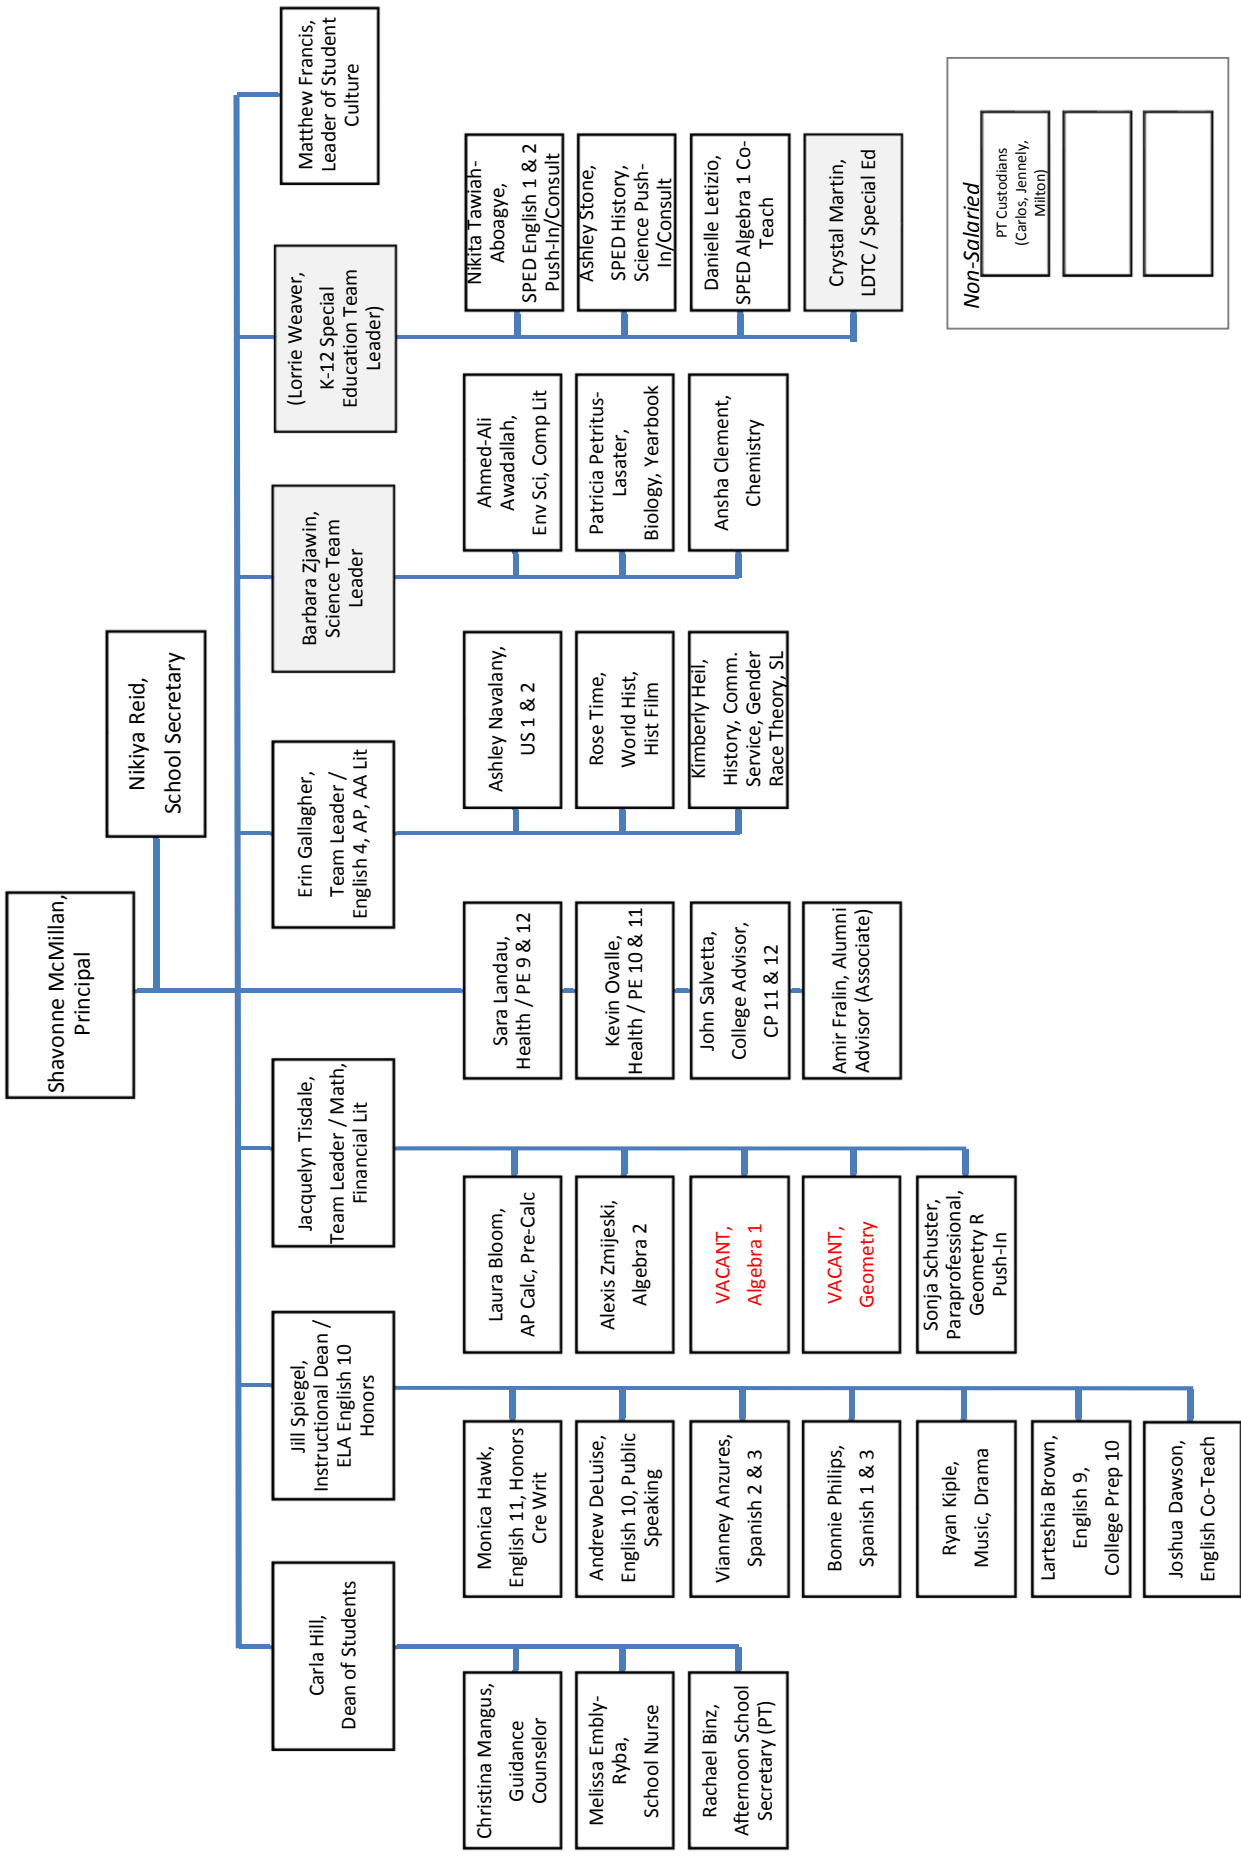 Shavonne McMillan,
Principal
Nikiya Reid,
School Secretary
Carla Hill,
Dean of Students
Jill Spiegel,
Instructional Dean /
ELA English 10
Honors
Jacquelyn Tisdale,
Team Leader / Math,
Financial Lit
Erin Gallagher,
Team Leader /
English 4, AP, AA Lit
Barbara Zjawin,
Science Team
Leader
(Lorrie Weaver,
K-12 Special
Education Team
Leader)
Matthew Francis,
Leader of Student
Culture
Christina Mangus,
Guidance
Counselor
Melissa Embly-
Ryba,
School Nurse
Rachael Binz,
Afternoon School
Secretary (PT)
Monica Hawk,
English 11, Honors
Cre Writ
Andrew DeLuise,
English 10, Public
Speaking
Vianney Anzures,
Spanish 2 & 3
Bonnie Philips,
Spanish 1 & 3
Ryan Kiple,
Music, Drama
Larteshia Brown,
English 9,
College Prep 10
Joshua Dawson,
English Co-Teach
Laura Bloom,
AP Calc, Pre-Calc
Alexis Zmijeski,
Algebra 2
VACANT,
Algebra 1
VACANT,
Geometry
Sonja Schuster,
Paraprofessional,
Geometry R
Push-In
Sara Landau,
Health / PE 9 & 12
Kevin Ovalle,
Health / PE 10 & 11
John Salvetta,
College Advisor,
CP 11 & 12
Amir Fralin, Alumni
Advisor (Associate)
Ashley Navalany,
US 1 & 2
Rose Time,
World Hist,
Hist Film
Kimberly Heil,
History, Comm.
Service, Gender
Race Theory, SL
Ahmed-Ali
Awadallah,
Env Sci, Comp Lit
Patricia Petritus-
Lasater,
Biology, Yearbook
Ansha Clement,
Chemistry
Nikita Tawiah-
Aboagye,
SPED English 1 & 2
Push-In/Consult
Ashley Stone,
SPED History,
Science Push-
In/Consult
Danielle Letizio,
SPED Algebra 1 Co-
Teach
Crystal Martin,
LDTC / Special Ed
Non-Salaried
PT Custodians
(Carlos, Jennely,
Milton)